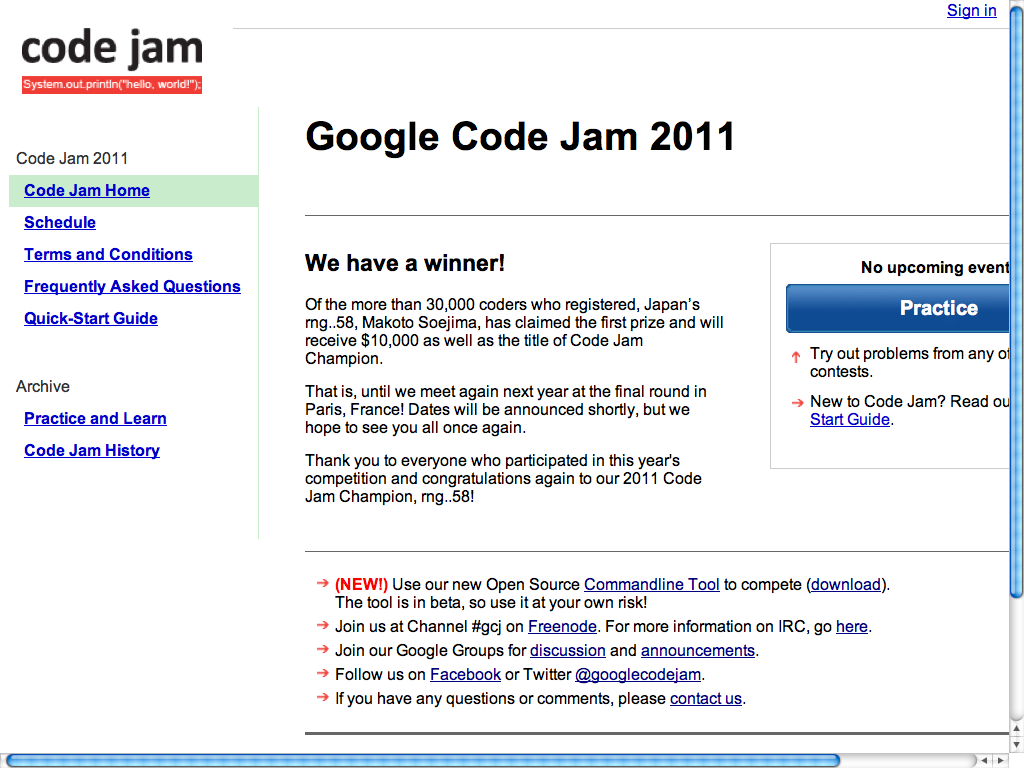 Sign in
code jam
System.out.println("hello, world!");
Code Jam 2011
Code Jam Home
Schedule
Terms and Conditions
Frequently Asked Questions
Quick-Start Guide
Archive
Practice and Learn
Code Jam History
Google Code Jam 2011
We have a winner!
Of the more than 30,000 coders who registered, Japan's
rng..58, Makoto Soejima, has claimed the first prize and will
receive $10,000 as well as the title of Code Jam
Champion.
That is, until we meet again next year at the final round in
Paris, France! Dates will be announced shortly, but we
hope to see you all once again.
Thank you to everyone who participated in this year's
competition and congratulations again to our 2011 Code
Jam Champion, rng..58!
No upcoming event
Practice
Try out problems from any of
contests.
New to Code Jam? Read ou
Start Guide.
(NEW!) Use our new Open Source Commandline Tool to compete (download).
The tool is in beta, so use it at your own risk!
Join us at Channel #gcj on Freenode. For more information on IRC, go here.
Join our Google Groups for discussion and announcements.
Follow us on Facebook or Twitter @googlecodejam.
If you have any questions or comments, please contact us.